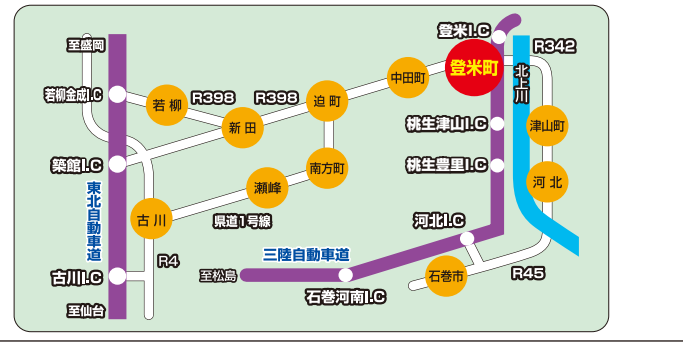 至盛岡
登米I.C
R342
登米町
北上川
中田町
若柳金成I.C
若柳
R398
R398
迫町
新田
桃生津山I.C
津山町
築館I.C
南方町
桃生豊里I.C
瀬峰
河北
東北自動車道
古川
県道1号線
河北I.C
三陸自動車道
R4
古川I.C
至松島
石巻市
R45
石巻河南I.C
至仙台